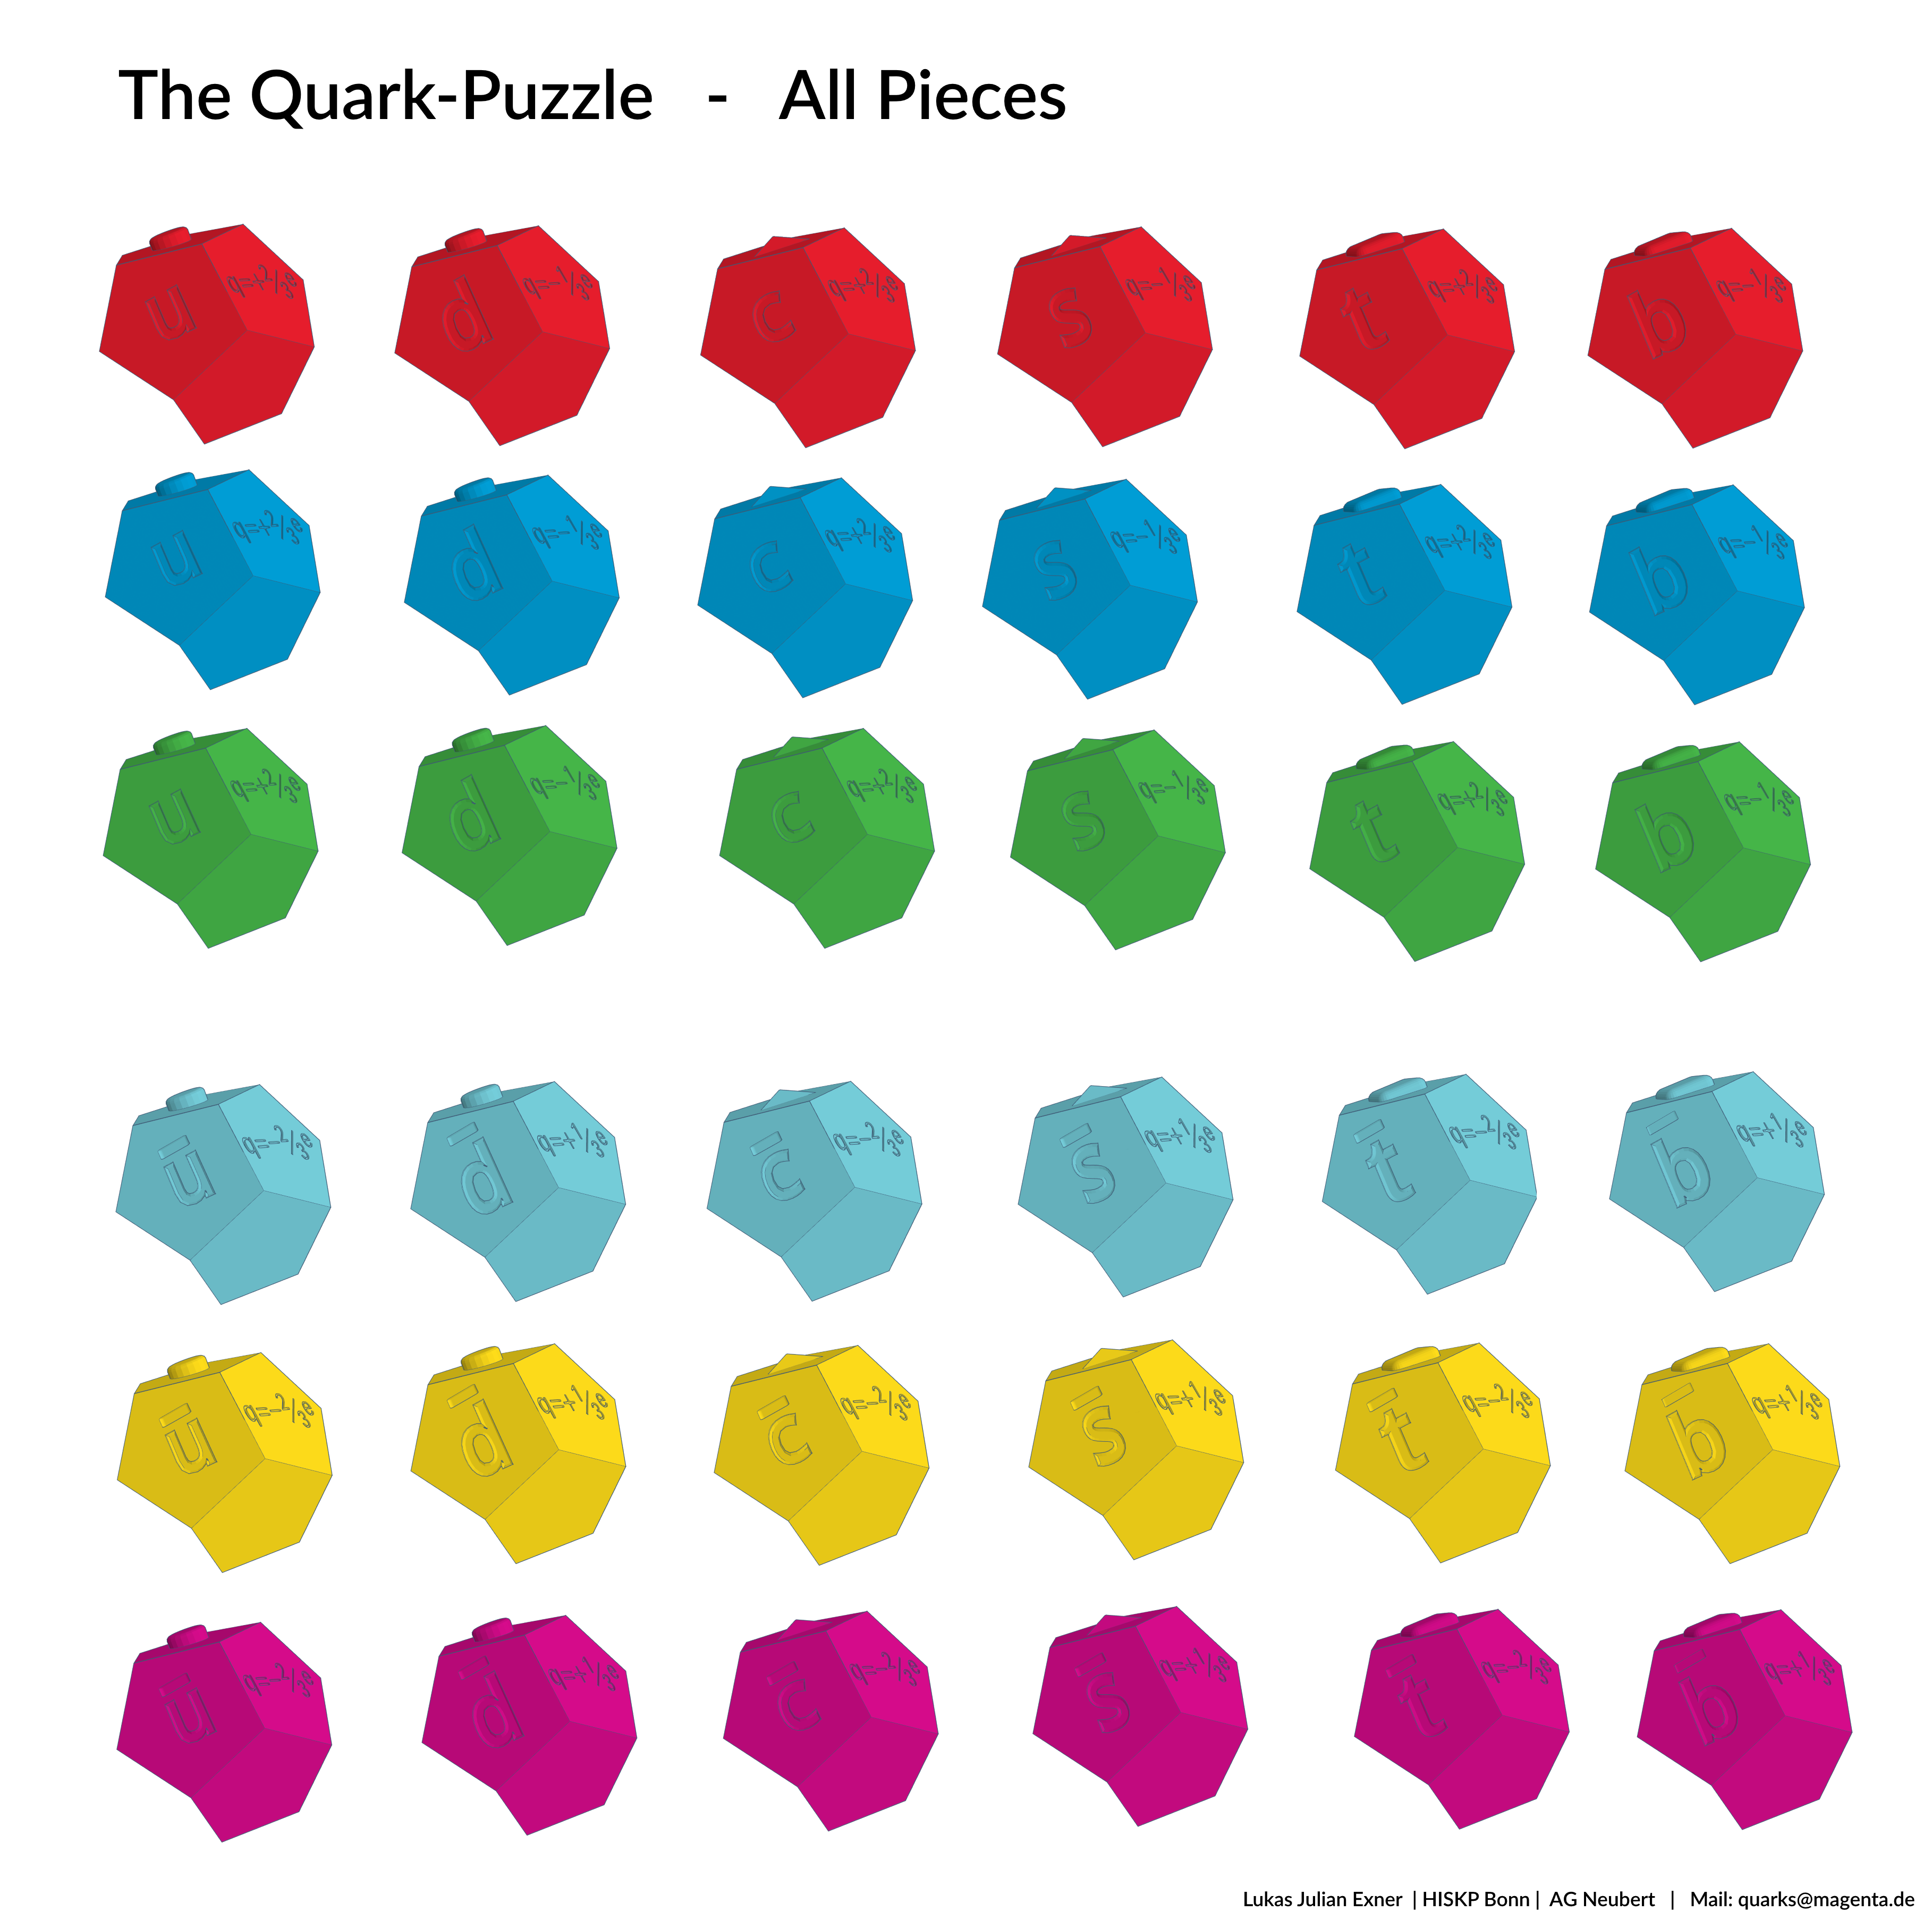 The Quark-Puzzle - All Pieces
u q=+2/3e d q=-1/3e c q=+2/3e s q=-1/3e t q=+2/3e b q=-1/3e
u q=+2/3e d q=-1/3e c q=+2/3e s q=-1/3e t q=+2/3e b q=-1/3e
u q=+2/3e d q=-1/3e c q=+2/3e s q=-1/3e t q=+2/3e b q=-1/3e
ū q=-2/3e d̄ q=+1/3e c̄ q=-2/3e s̄ q=+1/3e t̄ q=-2/3e b̄ q=+1/3e
ū q=-2/3e d̄ q=+1/3e c̄ q=-2/3e s̄ q=+1/3e t̄ q=-2/3e b̄ q=+1/3e
ū q=-2/3e d̄ q=+1/3e c̄ q=-2/3e s̄ q=+1/3e t̄ q=-2/3e b̄ q=+1/3e
Lukas Julian Exner | HISKP Bonn | AG Neubert | Mail: quarks@magenta.de